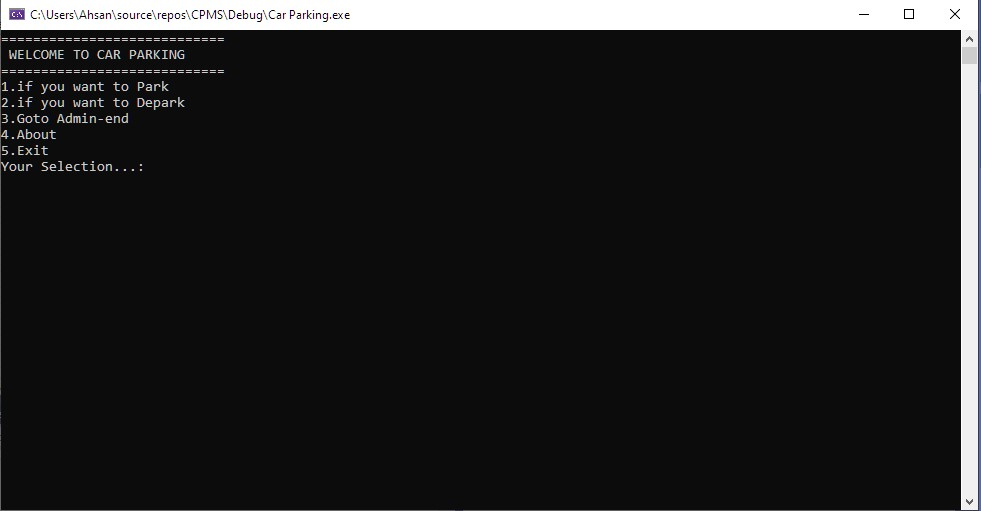 C:\Users\Ahsan\source\repos\CPMS\Debug\Car Parking.exe
============================
 WELCOME TO CAR PARKING
============================
1.if you want to Park
2.if you want to Depark
3.Goto Admin-end
4.About
5.Exit
Your Selection...: